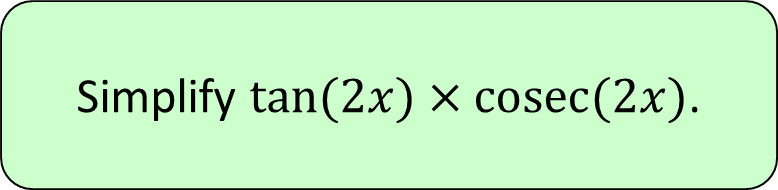 Simplify tan(2x) × cosec(2x).